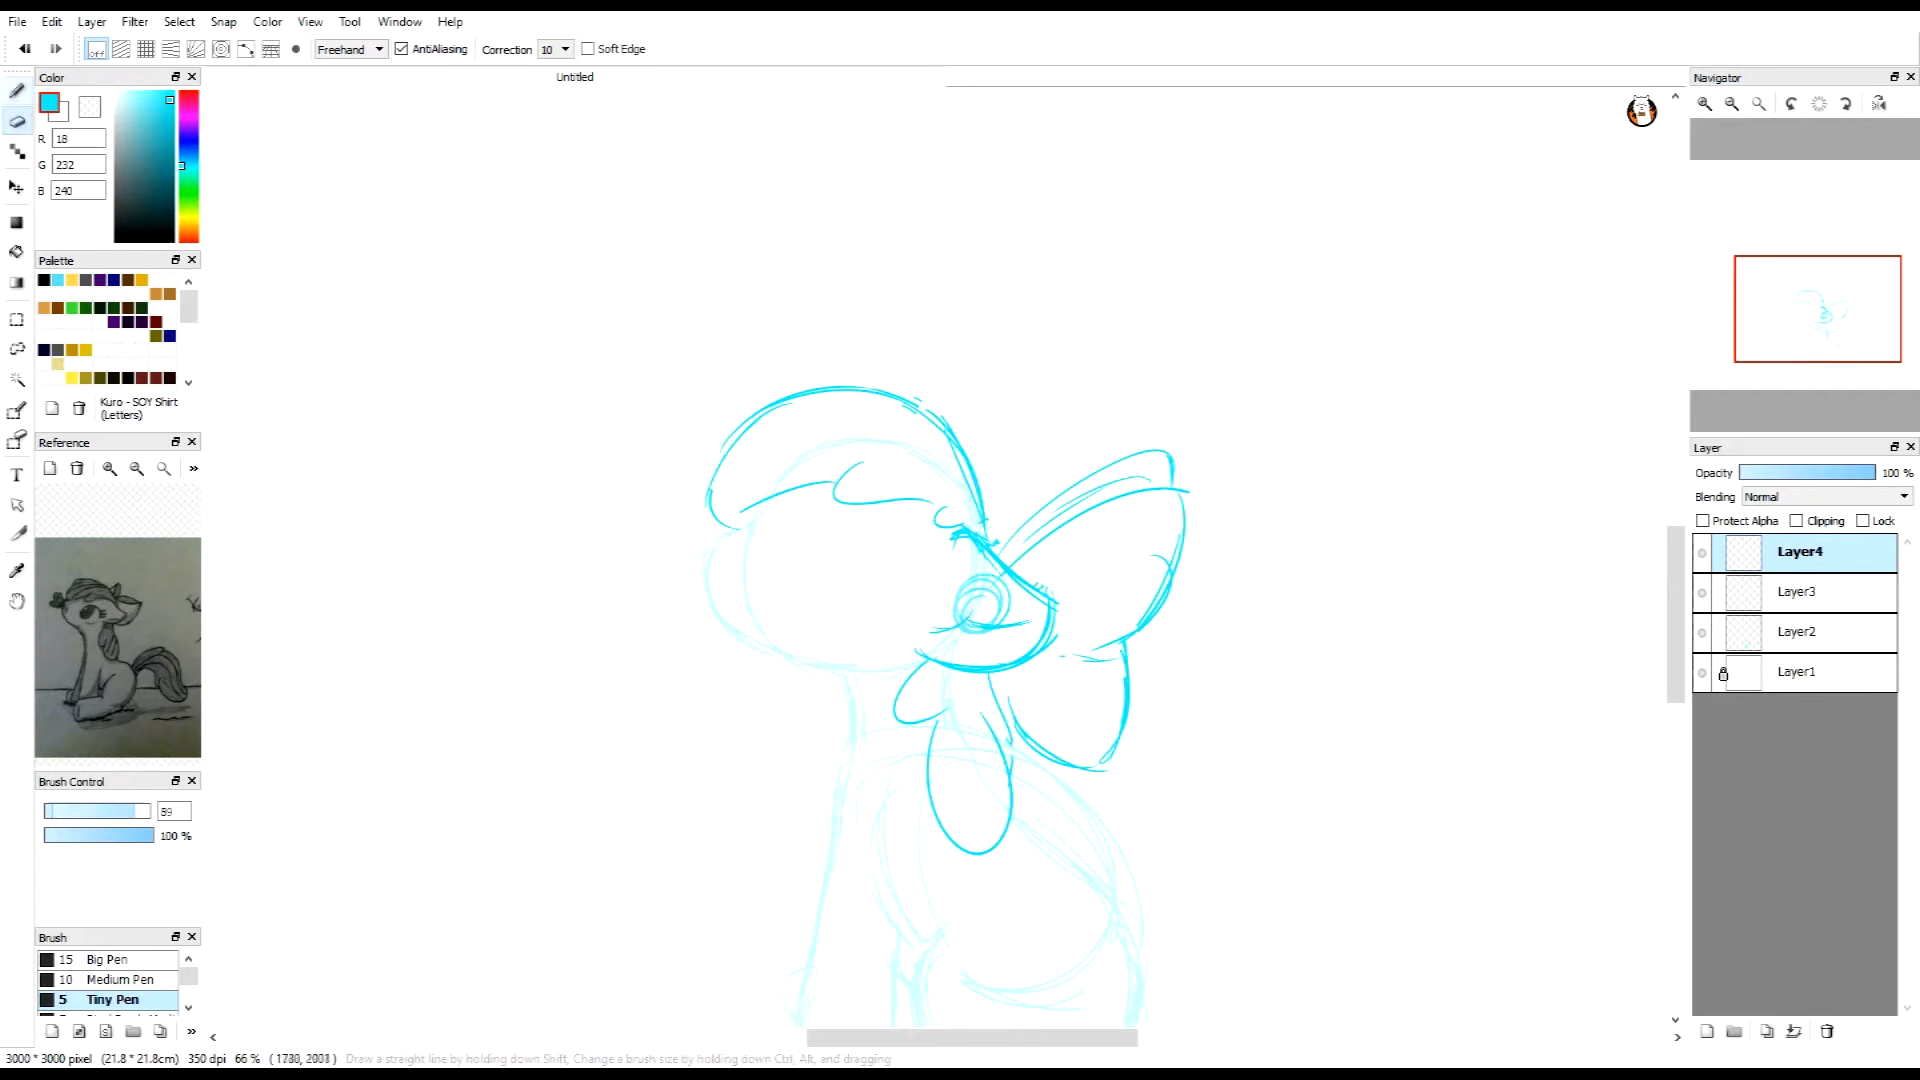 File Edit Layer Filter Select Snap Color View Tool Window Help
off Freehand AntiAliasing Correction 10 Soft Edge
Color
Untitled
Navigator
R 18
G 232
B 240
Palette
Kuro - SOY Shirt
(Letters)
Reference
Layer
Opacity 100 %
Blending Normal
Protect Alpha Clipping Lock
Layer4
Layer3
Layer2
Layer1
Brush Control
100 %
Brush
15 Big Pen
10 Medium Pen
5 Tiny Pen
3000 * 3000 pixel (21.8 * 21.8cm) 350 dpi 66 % Draw a straight line by holding down Shift, Change a brush size by holding down Ctrl, Alt, and dragging